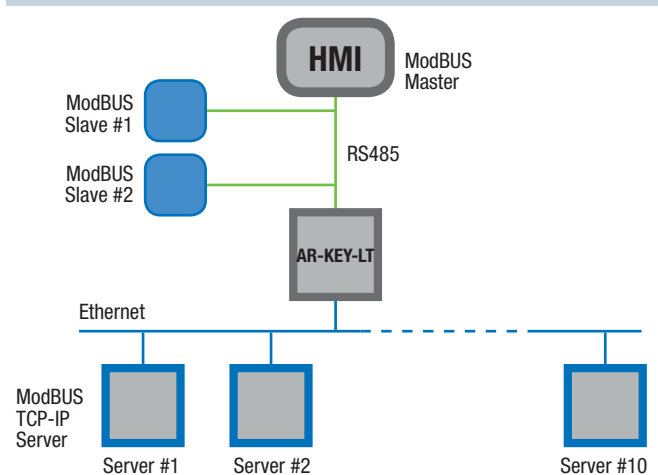 HMI
ModBUS
Master
ModBUS
Slave #1
RS485
ModBUS
Slave #2
AR-KEY-LT
Ethernet
ModBUS
TCP-IP
Server
Server #1
Server #2
Server #10